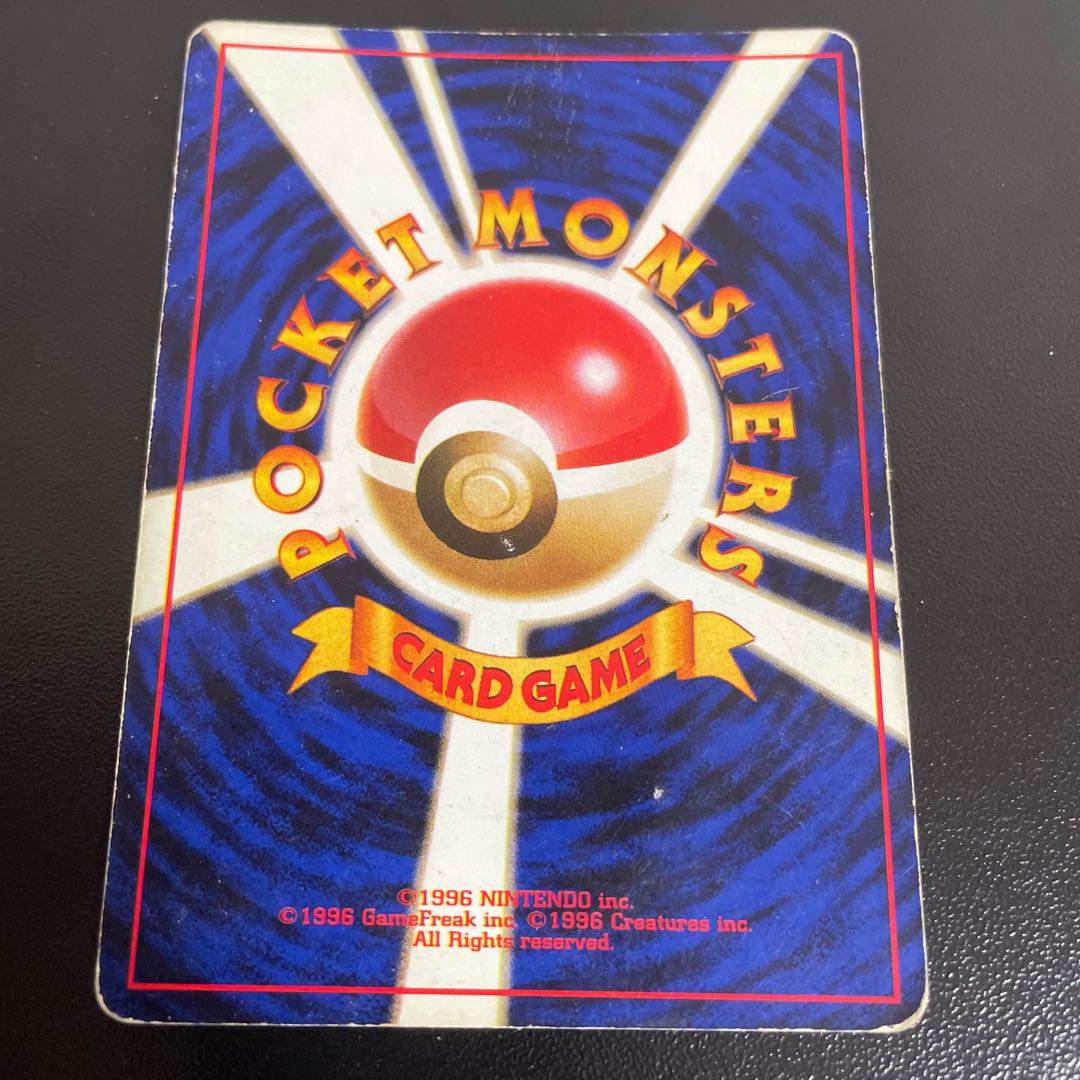 POCKET MONSTERS
CARD GAME
©1996 NINTENDO inc.
©1996 GameFreak inc. ©1996 Creatures inc.
All Rights reserved.